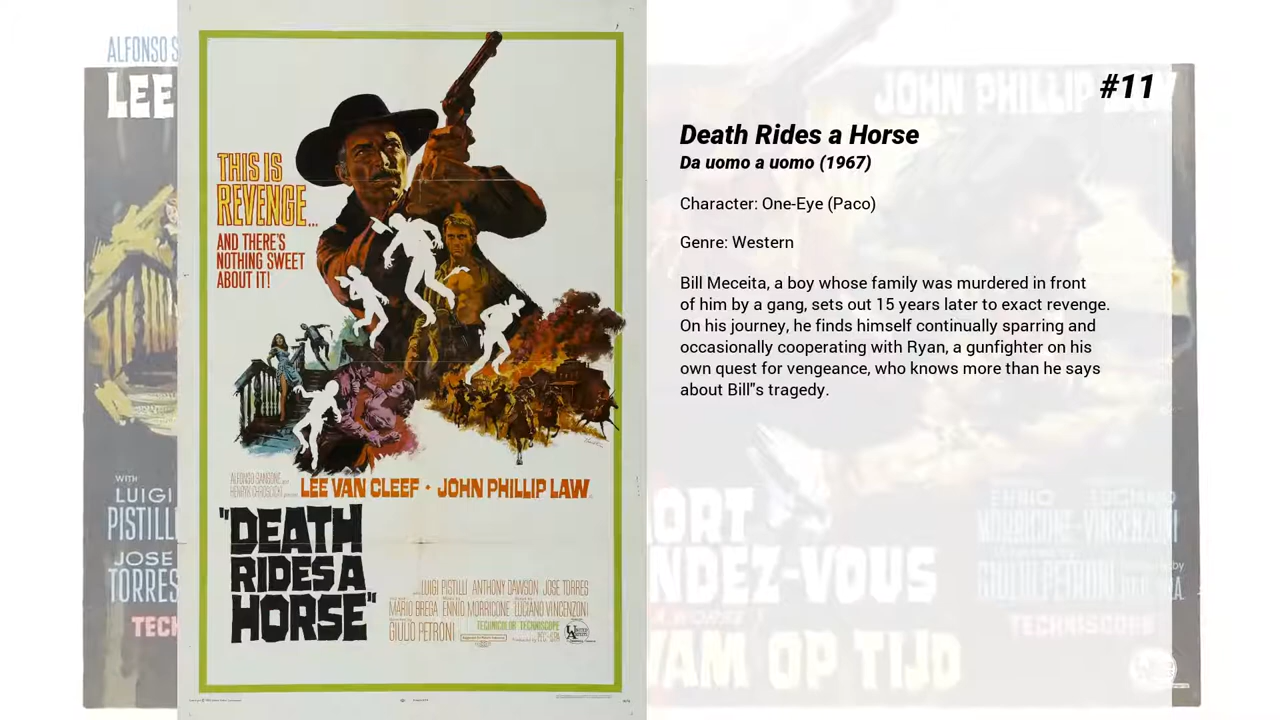 ALFONSO S
LEE
JOHN PHILLIP
#11
THIS IS
REVENGE...
AND THERE'S
NOTHING SWEET
ABOUT IT!
Death Rides a Horse
Da uomo a uomo (1967)
Character: One-Eye (Paco)
Genre: Western
Bill Meceita, a boy whose family was murdered in front
of him by a gang, sets out 15 years later to exact revenge.
On his journey, he finds himself continually sparring and
occasionally cooperating with Ryan, a gunfighter on his
own quest for vengeance, who knows more than he says
about Bill"s tragedy.
WITH
LUIGI
PISTILL
JOSE
TORRES
TECH
LEE VAN CLEEF · JOHN PHILLIP LAW
"DEATH
RIDES A
HORSE"
LUIGI PISTILLI ANTHONY DAWSON JOSE TORRES
MARIO BREGA ENNIO MORRICONE LUCIANO VINCENZONI
GIULIO PETRONI
TECHNICOLOR TECHNISCOPE
ORT
NDEZ-VOUS
VAM OP TIJD
ENNIO LUCIANO
MORRICONE VINCENZONI
GIULIO PETRONI
TECHNISCOPE